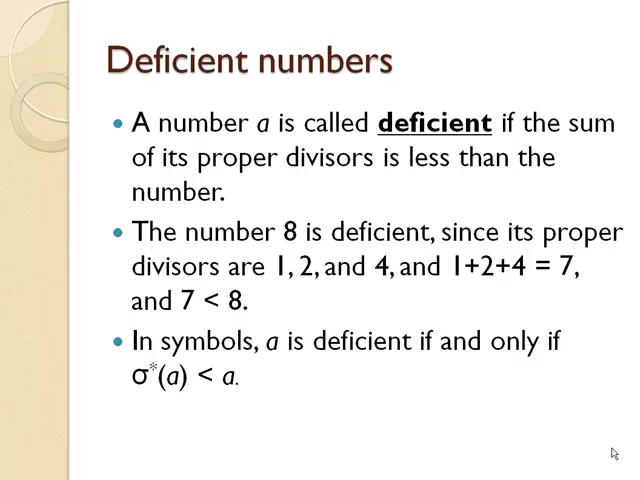 Deficient numbers
• A number a is called deficient if the sum
of its proper divisors is less than the
number.
• The number 8 is deficient, since its proper
divisors are 1, 2, and 4, and 1+2+4 = 7,
and 7 < 8.
• In symbols, a is deficient if and only if
σ*(a) < a.